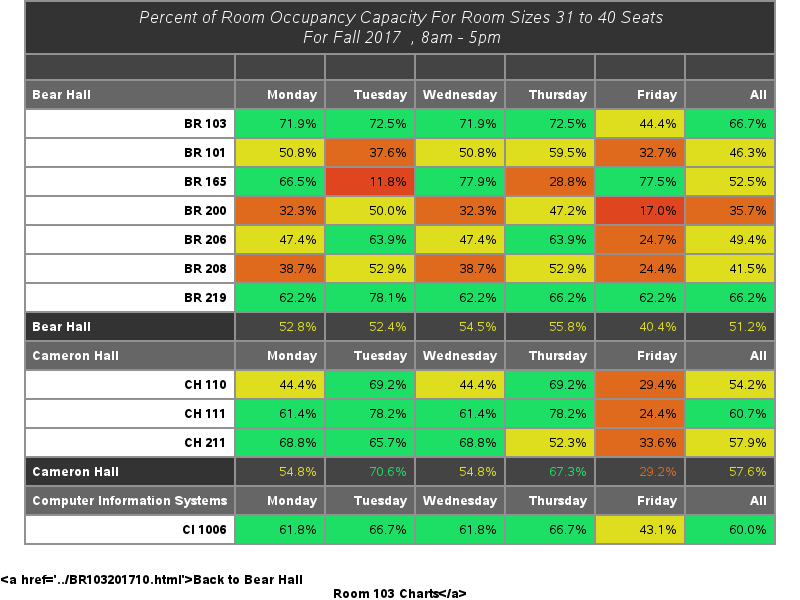 Percent of Room Occupancy Capacity For Room Sizes 31 to 40 Seats
For Fall 2017 , 8am - 5pm
Bear Hall Monday Tuesday Wednesday Thursday Friday All
BR 103 71.9% 72.5% 71.9% 72.5% 44.4% 66.7%
BR 101 50.8% 37.6% 50.8% 59.5% 32.7% 46.3%
BR 165 66.5% 11.8% 77.9% 28.8% 77.5% 52.5%
BR 200 32.3% 50.0% 32.3% 47.2% 17.0% 35.7%
BR 206 47.4% 63.9% 47.4% 63.9% 24.7% 49.4%
BR 208 38.7% 52.9% 38.7% 52.9% 24.4% 41.5%
BR 219 62.2% 78.1% 62.2% 66.2% 62.2% 66.2%
Bear Hall 52.8% 52.4% 54.5% 55.8% 40.4% 51.2%
Cameron Hall Monday Tuesday Wednesday Thursday Friday All
CH 110 44.4% 69.2% 44.4% 69.2% 29.4% 54.2%
CH 111 61.4% 78.2% 61.4% 78.2% 24.4% 60.7%
CH 211 68.8% 65.7% 68.8% 52.3% 33.6% 57.9%
Cameron Hall 54.8% 70.6% 54.8% 67.3% 29.2% 57.6%
Computer Information Systems Monday Tuesday Wednesday Thursday Friday All
CI 1006 61.8% 66.7% 61.8% 66.7% 43.1% 60.0%
<a href='../BR103201710.html'>Back to Bear Hall
Room 103 Charts</a>